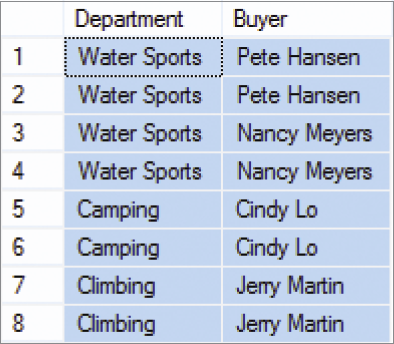 Department Buyer
1 Water Sports Pete Hansen
2 Water Sports Pete Hansen
3 Water Sports Nancy Meyers
4 Water Sports Nancy Meyers
5 Camping Cindy Lo
6 Camping Cindy Lo
7 Climbing Jerry Martin
8 Climbing Jerry Martin